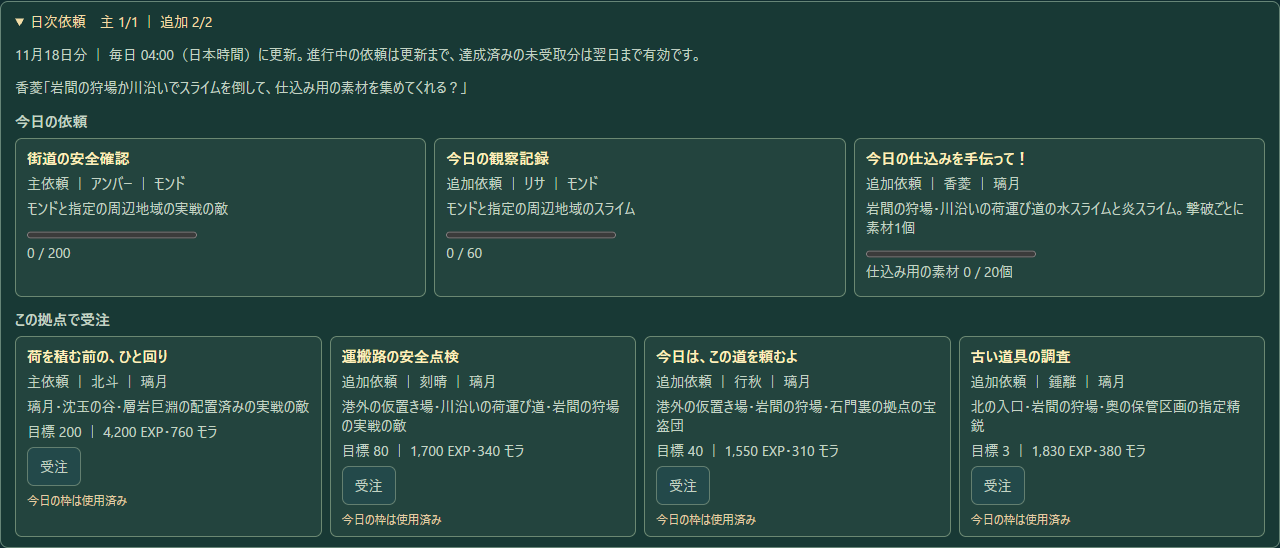 ▼ 日次依頼　主 1/1 ｜ 追加 2/2
11月18日分 ｜ 毎日 04:00（日本時間）に更新。進行中の依頼は更新まで、達成済みの未受取分は翌日まで有効です。
香菱「岩間の狩場か川沿いでスライムを倒して、仕込み用の素材を集めてくれる？」
今日の依頼
街道の安全確認
主依頼 ｜ アンバー ｜ モンド
モンドと指定の周辺地域の実戦の敵
0 / 200
今日の観察記録
追加依頼 ｜ リサ ｜ モンド
モンドと指定の周辺地域のスライム
0 / 60
今日の仕込みを手伝って！
追加依頼 ｜ 香菱 ｜ 璃月
岩間の狩場・川沿いの荷運び道の水スライムと炎スライム。撃破ごとに
素材1個
仕込み用の素材 0 / 20個
この拠点で受注
荷を積む前の、ひと回り
主依頼 ｜ 北斗 ｜ 璃月
璃月・沈玉の谷・層岩巨淵の配置済みの実戦の敵
目標 200 ｜ 4,200 EXP・760 モラ
受注
今日の枠は使用済み
運搬路の安全点検
追加依頼 ｜ 刻晴 ｜ 璃月
港外の仮置き場・川沿いの荷運び道・岩間の狩場
の実戦の敵
目標 80 ｜ 1,700 EXP・340 モラ
受注
今日の枠は使用済み
今日は、この道を頼むよ
追加依頼 ｜ 行秋 ｜ 璃月
港外の仮置き場・岩間の狩場・石門裏の拠点の宝
盗団
目標 40 ｜ 1,550 EXP・310 モラ
受注
今日の枠は使用済み
古い道具の調査
追加依頼 ｜ 鍾離 ｜ 璃月
北の入口・岩間の狩場・奥の保管区画の指定精
鋭
目標 3 ｜ 1,830 EXP・380 モラ
受注
今日の枠は使用済み